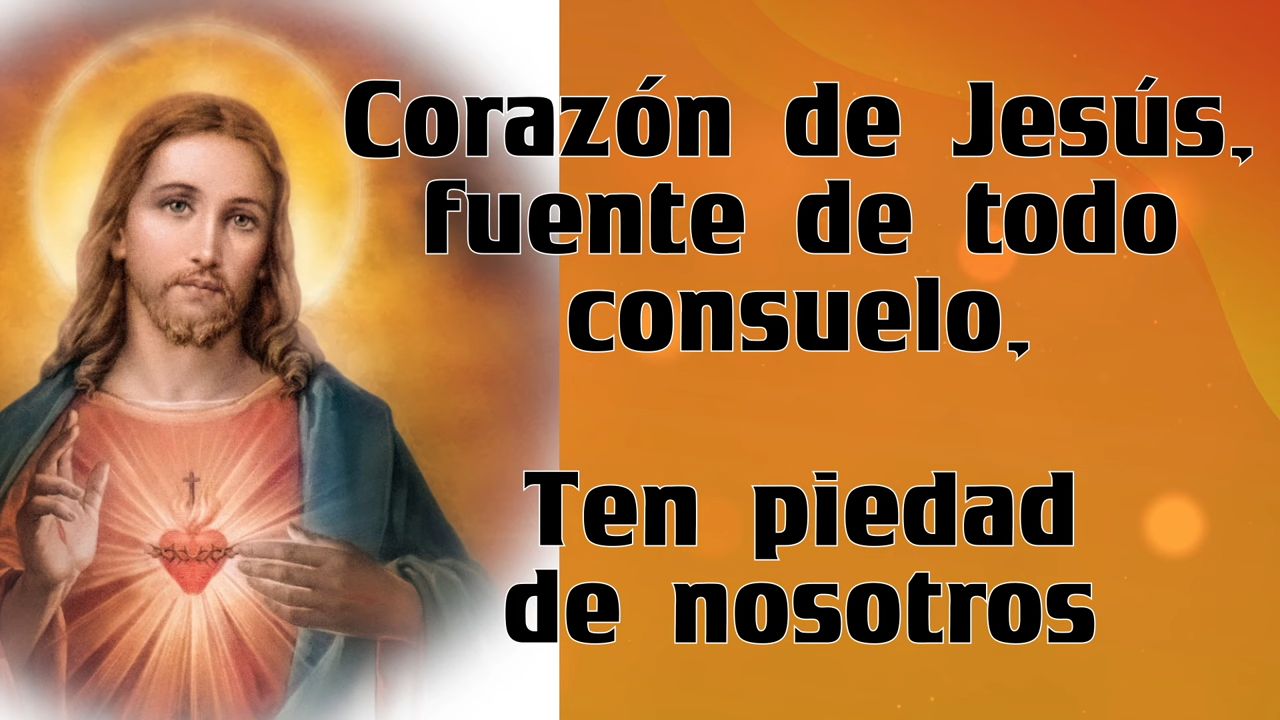 Corazón de Jesús,
fuente de todo
consuelo,
Ten piedad
de nosotros